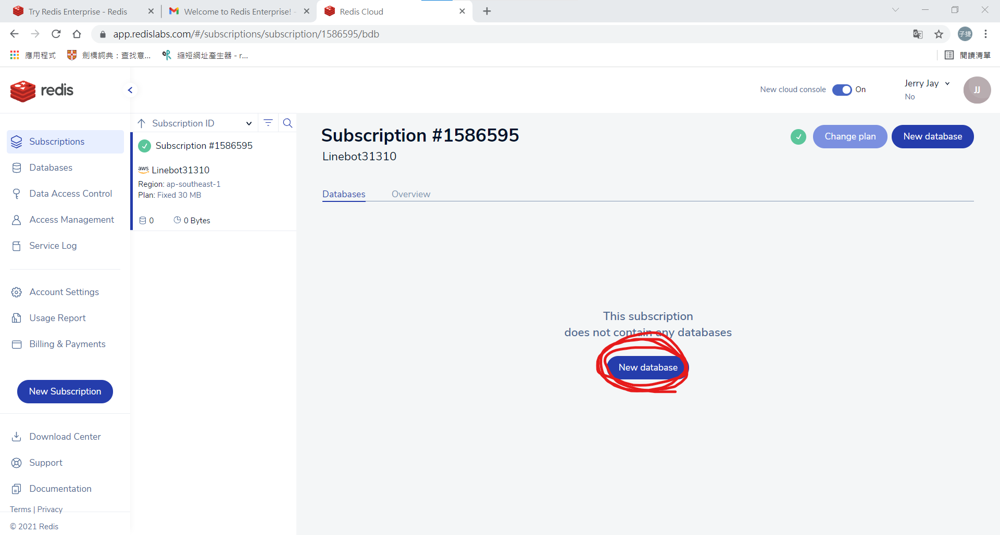 Try Redis Enterprise - Redis
Welcome to Redis Enterprise! -
Redis Cloud
app.redislabs.com/#/subscriptions/subscription/1586595/bdb
子捷
應用程式
劍橋詞典：查找意...
縮短網址產生器 - r...
閱讀清單
redis
New cloud console
On
Jerry Jay
No
JJ
Subscriptions
Databases
Data Access Control
Access Management
Service Log
Account Settings
Usage Report
Billing & Payments
New Subscription
Download Center
Support
Documentation
Terms | Privacy
© 2021 Redis
Subscription ID
Subscription #1586595
aws Linebot31310
Region: ap-southeast-1
Plan: Fixed 30 MB
0
0 Bytes
Subscription #1586595
Linebot31310
Change plan
New database
Databases
Overview
This subscription
does not contain any databases
New database